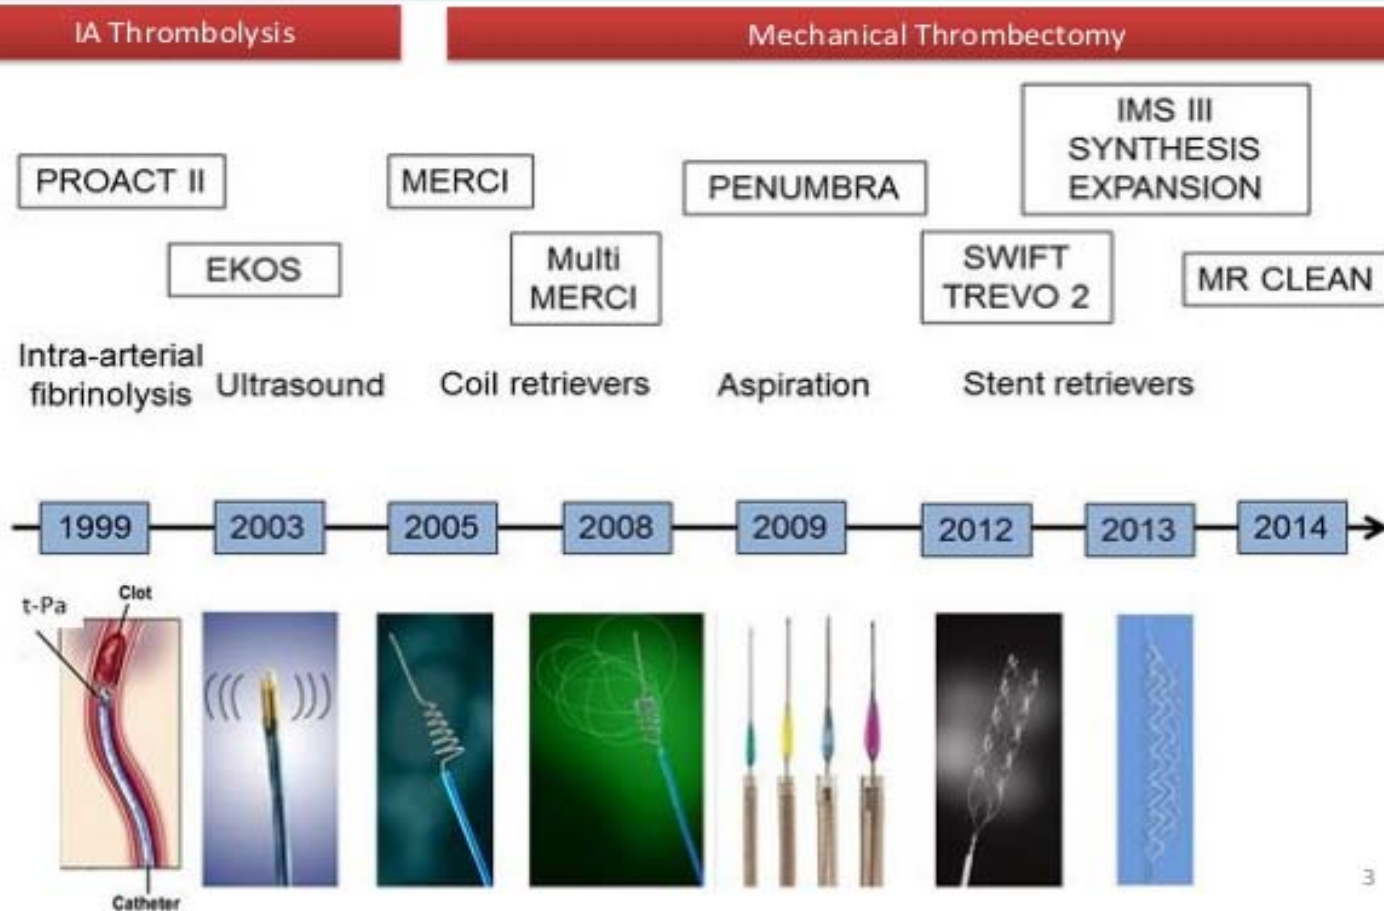 IA Thrombolysis
Mechanical Thrombectomy
IMS III
SYNTHESIS
EXPANSION
PROACT II
MERCI
PENUMBRA
EKOS
Multi
MERCI
SWIFT
TREVO 2
MR CLEAN
Intra-arterial
fibrinolysis
Ultrasound
Coil retrievers
Aspiration
Stent retrievers
1999
2003
2005
2008
2009
2012
2013
2014
Clot
t-Pa
Catheter
3